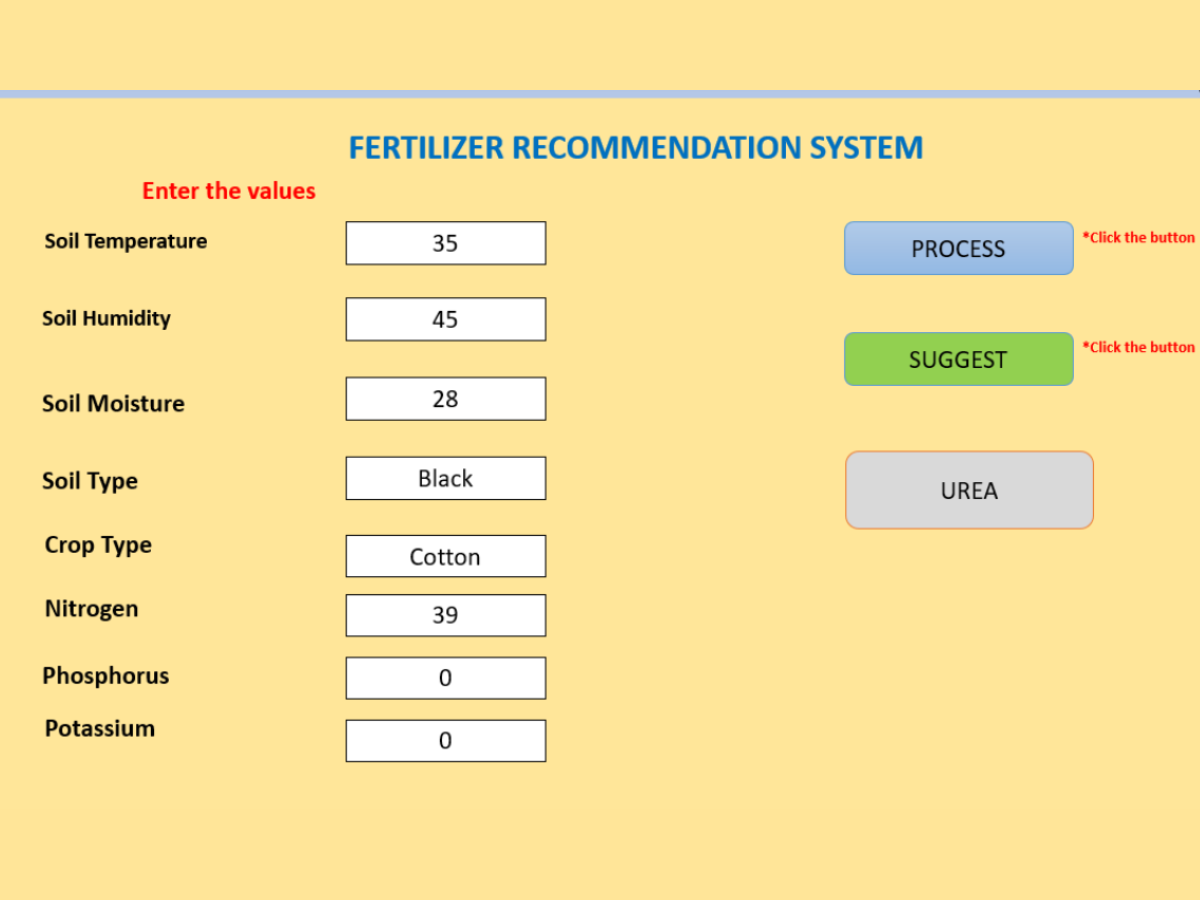 FERTILIZER RECOMMENDATION SYSTEM
Enter the values
Soil Temperature 35
PROCESS *Click the button
Soil Humidity 45
SUGGEST *Click the button
Soil Moisture 28
Soil Type Black
UREA
Crop Type Cotton
Nitrogen 39
Phosphorus 0
Potassium 0